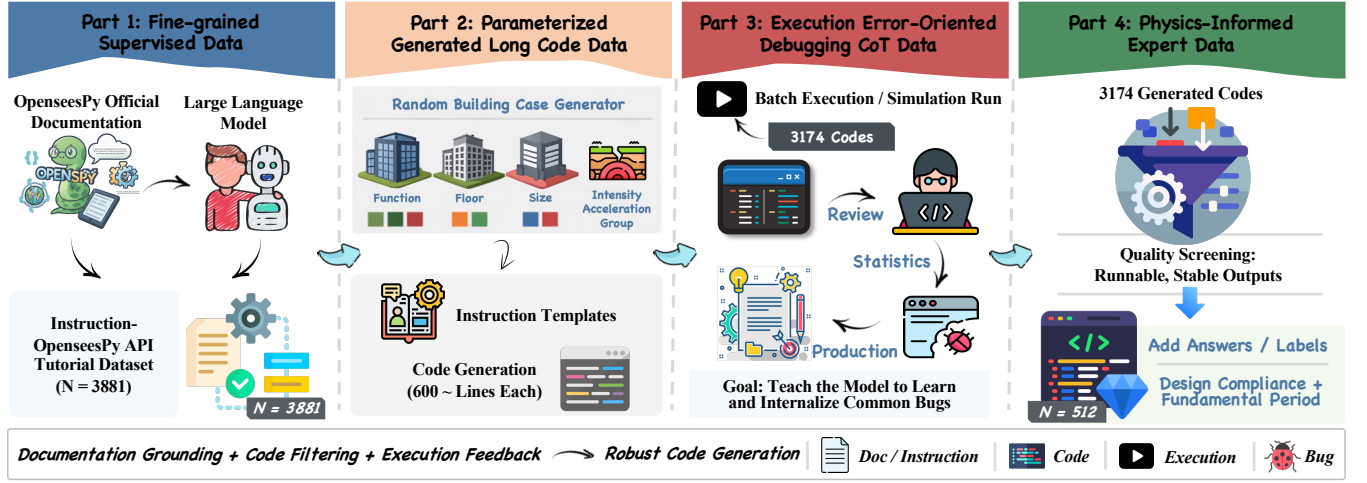 Part 1: Fine-grained
Supervised Data
OpenseesPy Official
Documentation
Large Language
Model
OPENSPY
Instruction-
OpenseesPy API
Tutorial Dataset
(N = 3881)
N = 3881
Part 2: Parameterized
Generated Long Code Data
Random Building Case Generator
Function
Floor
Size
Intensity
Acceleration
Group
Instruction Templates
Code Generation
(600 ~ Lines Each)
Part 3: Execution Error-Oriented
Debugging CoT Data
Batch Execution / Simulation Run
3174 Codes
Review
</>
Statistics
Production
Goal: Teach the Model to Learn
and Internalize Common Bugs
Part 4: Physics-Informed
Expert Data
3174 Generated Codes
Quality Screening:
Runnable, Stable Outputs
</>
Add Answers / Labels
Design Compliance +
Fundamental Period
N = 512
Documentation Grounding + Code Filtering + Execution Feedback
Robust Code Generation
Doc / Instruction
Code
Execution
Bug